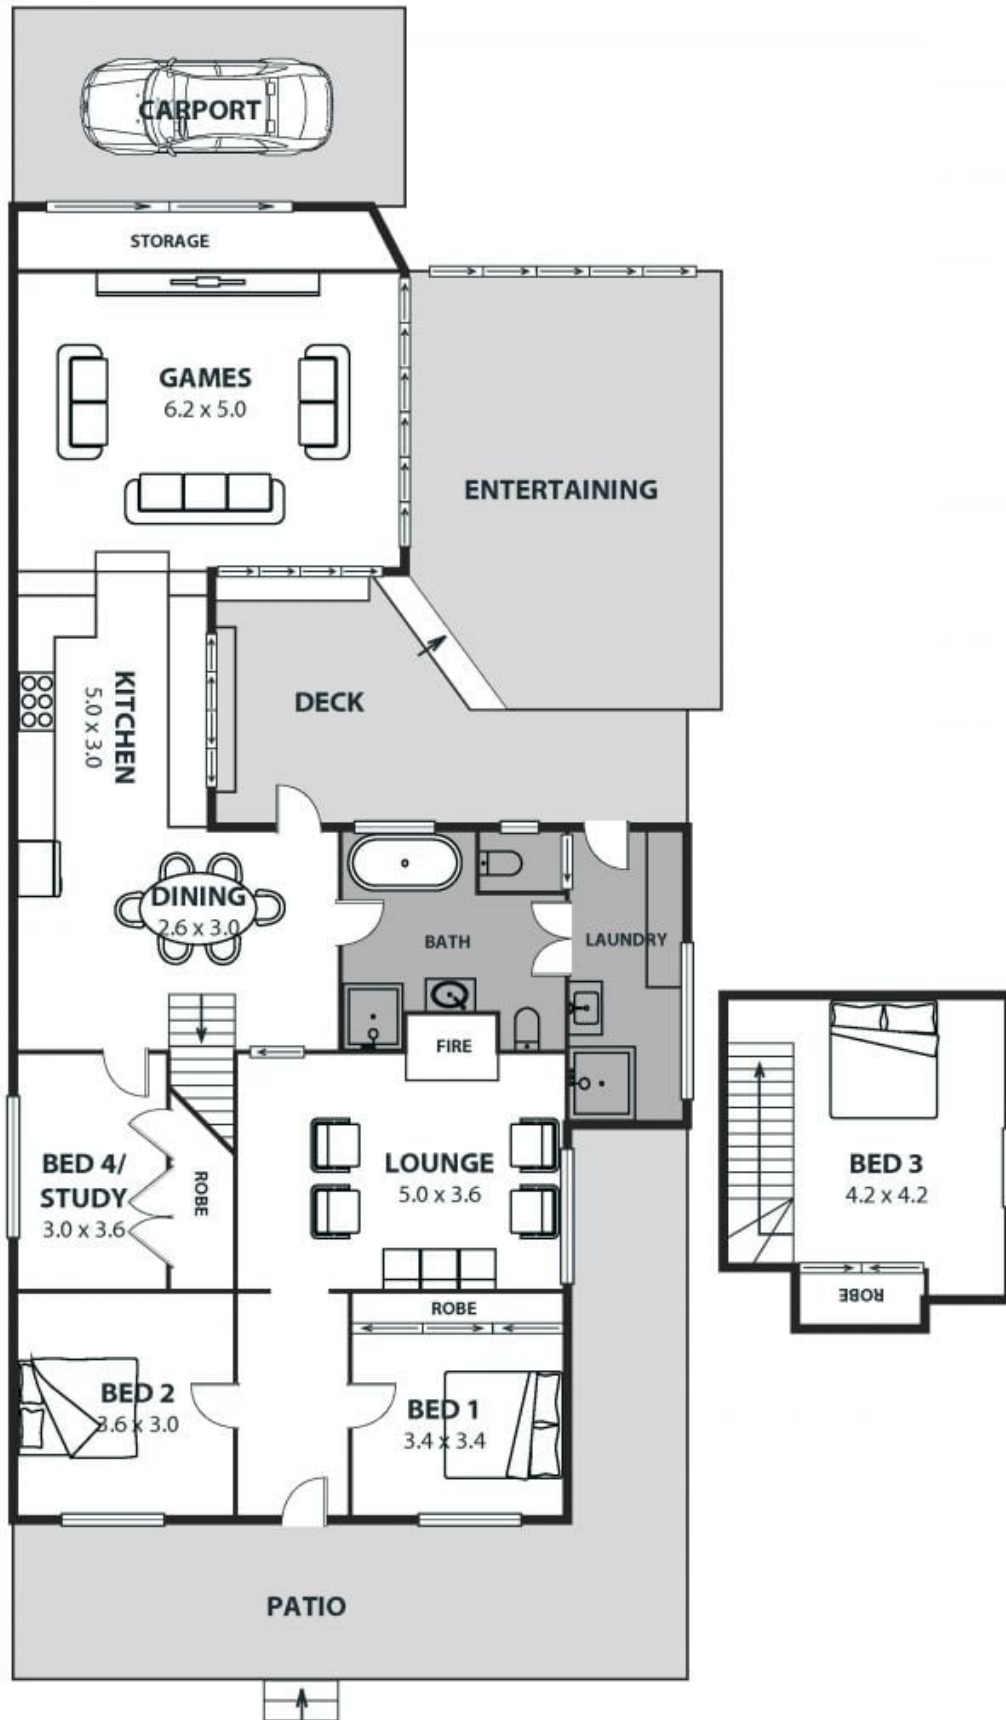 CARPORT
STORAGE
GAMES
6.2 x 5.0
ENTERTAINING
KITCHEN
5.0 x 3.0
DECK
DINING
2.6 x 3.0
BATH
LAUNDRY
FIRE
BED 4/
STUDY
3.0 x 3.6
ROBE
LOUNGE
5.0 x 3.6
BED 3
4.2 x 4.2
ROBE
ROBE
BED 2
3.6 x 3.0
BED 1
3.4 x 3.4
PATIO